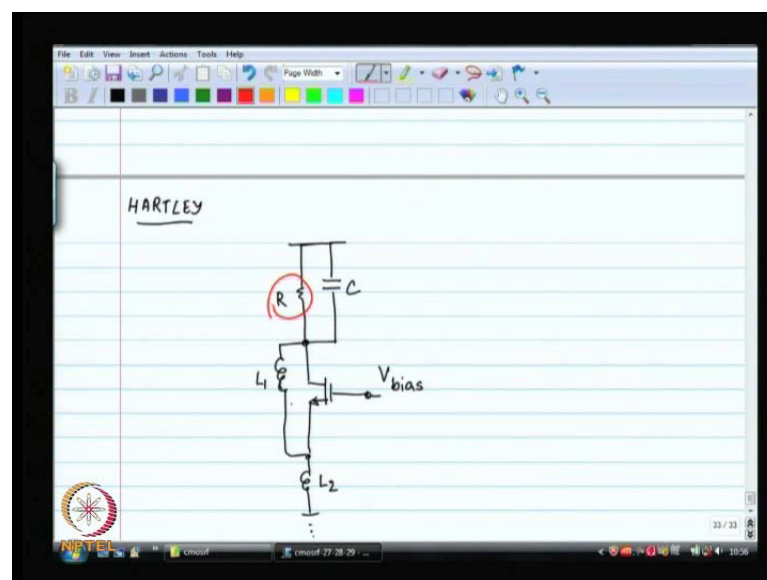 File Edit View Insert Actions Tools Help
Page Width
B I
HARTLEY
R
C
L1
Vbias
L2
33 / 33
NPTEL
cmosrf
cmosrf-27-28-29 - ...
10:56